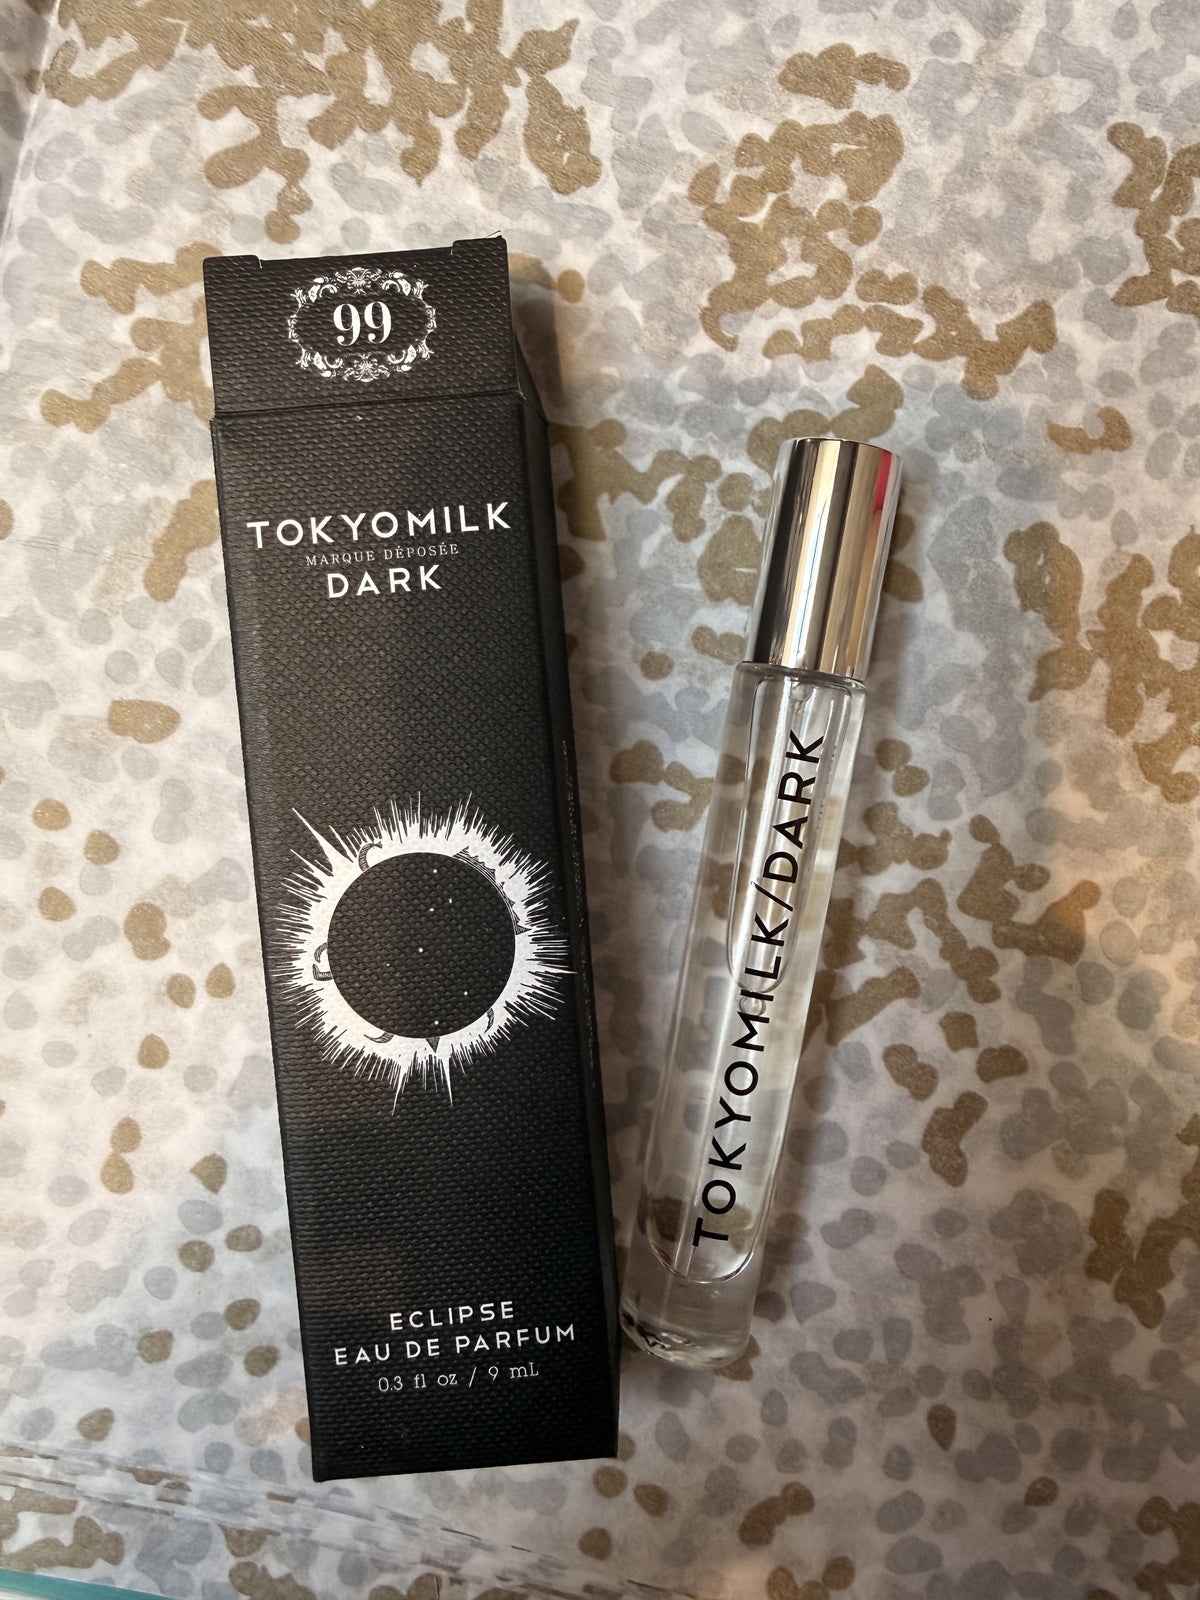 99
TOKYOMILK
MARQUE DÉPOSÉE
DARK
ECLIPSE
EAU DE PARFUM
0.3 fl oz / 9 mL
TOKYOMILK/DARK